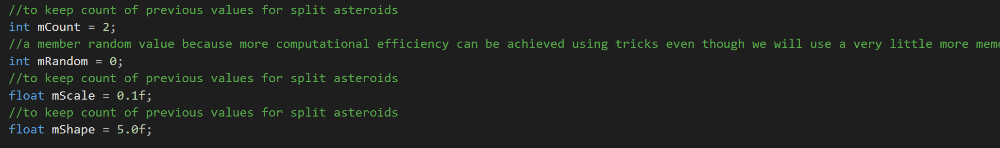 //to keep count of previous values for split asteroids
int mCount = 2;
//a member random value because more computational efficiency can be achieved using tricks even though we will use a very little more
int mRandom = 0;
//to keep count of previous values for split asteroids
float mScale = 0.1f;
//to keep count of previous values for split asteroids
float mShape = 5.0f;